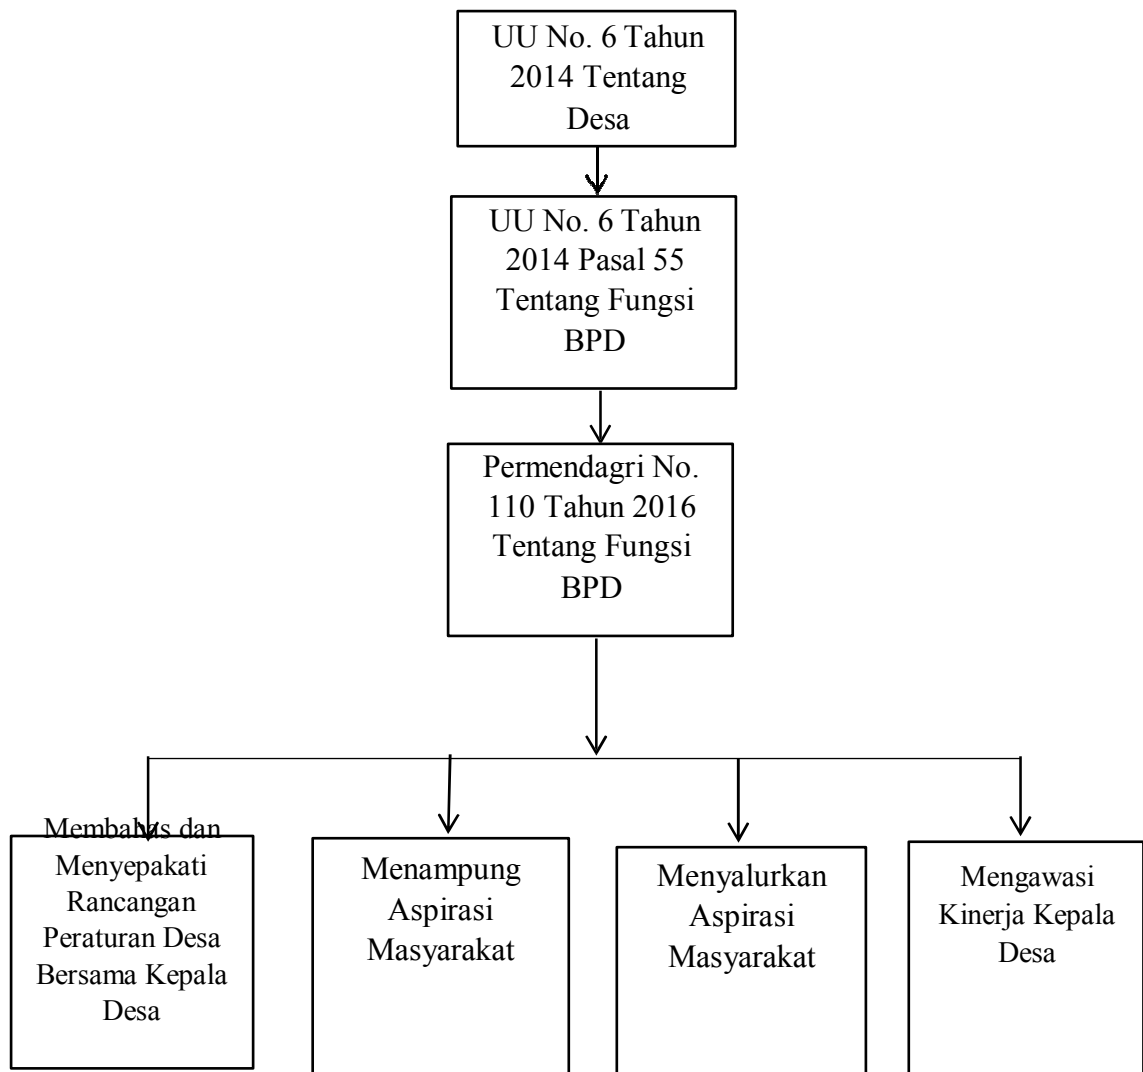 UU No. 6 Tahun
2014 Tentang
Desa
UU No. 6 Tahun
2014 Pasal 55
Tentang Fungsi
BPD
Permendagri No.
110 Tahun 2016
Tentang Fungsi
BPD
Membahas dan
Menyepakati
Rancangan
Peraturan Desa
Bersama Kepala
Desa
Menampung
Aspirasi
Masyarakat
Menyalurkan
Aspirasi
Masyarakat
Mengawasi
Kinerja Kepala
Desa